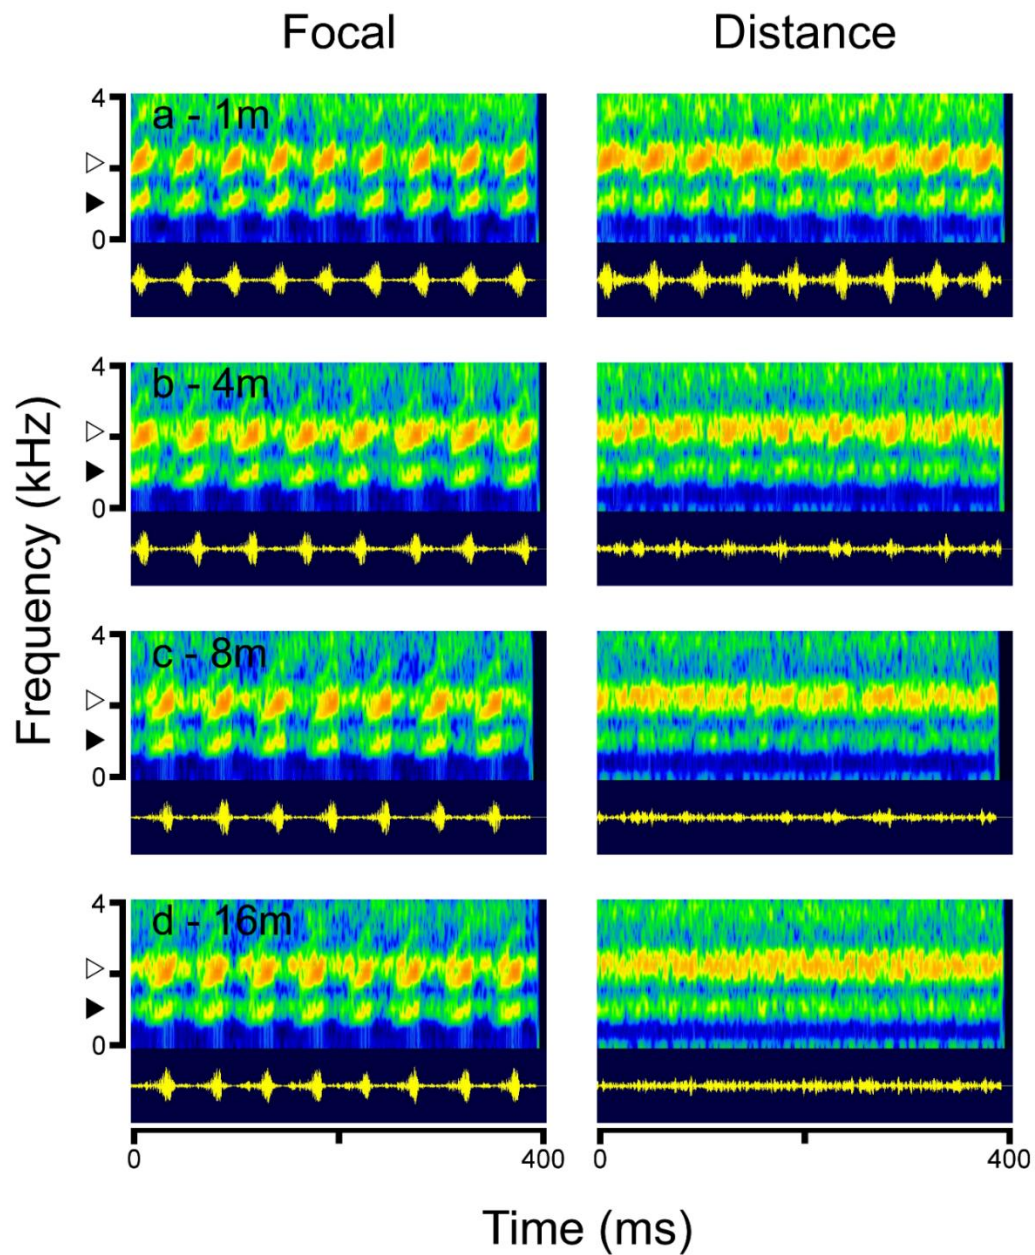 Focal Distance
a - 1m
4
0
b - 4m
4
0
c - 8m
4
0
d - 16m
4
0
Frequency (kHz)
0 400 0 400
Time (ms)